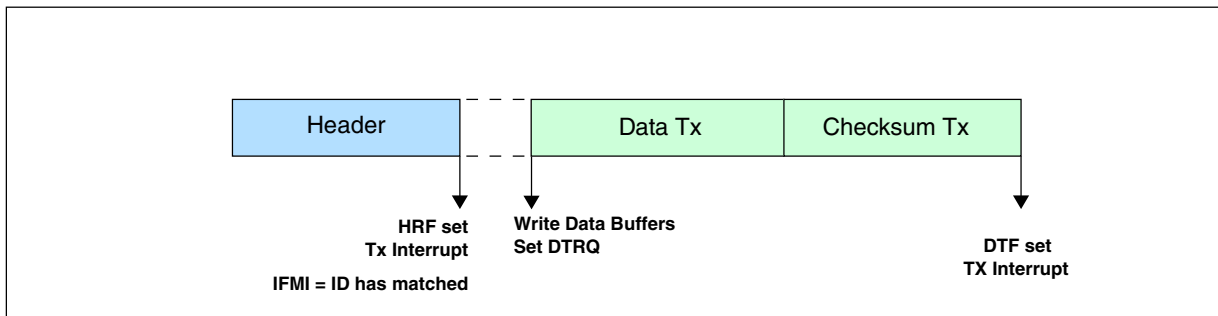 Header
Data Tx
Checksum Tx
HRF set
Tx Interrupt
IFMI = ID has matched
Write Data Buffers
Set DTRQ
DTF set
TX Interrupt